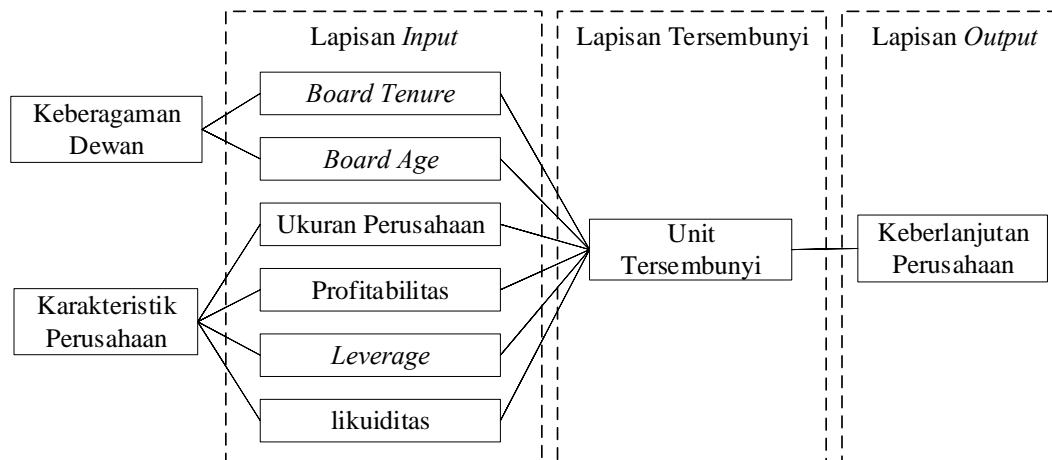 Lapisan Input
Lapisan Tersembunyi
Lapisan Output
Keberagaman
Dewan
Board Tenure
Board Age
Ukuran Perusahaan
Profitabilitas
Leverage
likuiditas
Karakteristik
Perusahaan
Unit
Tersembunyi
Keberlanjutan
Perusahaan